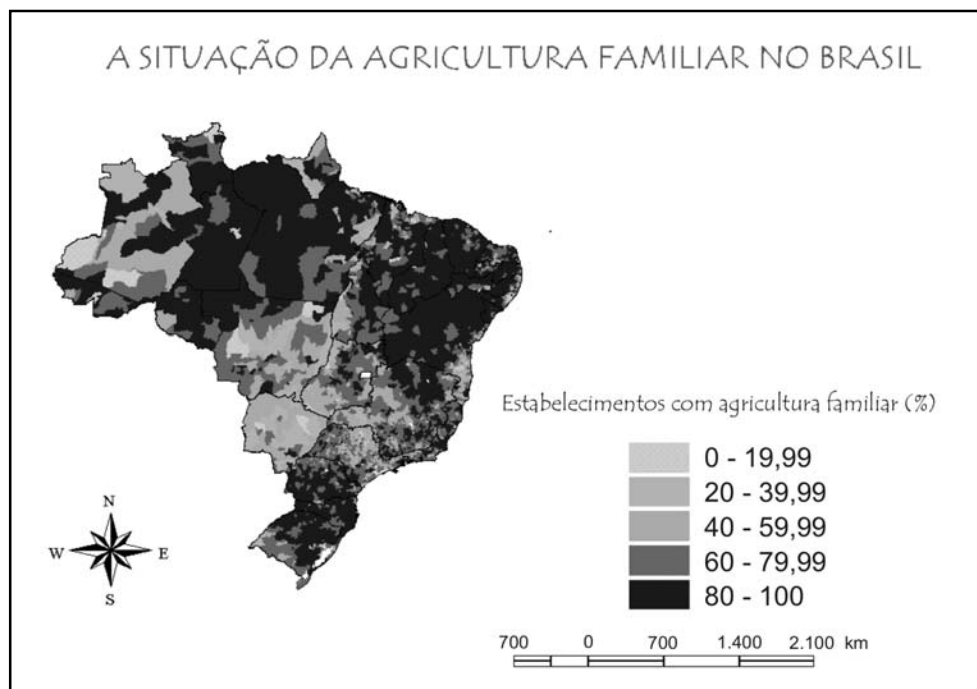 A SITUAÇÃO DA AGRICULTURA FAMILIAR NO BRASIL
Estabelecimentos com agricultura familiar (%)
0 - 19,99
20 - 39,99
40 - 59,99
60 - 79,99
80 - 100
N
W E
S
700 0 700 1.400 2.100 km